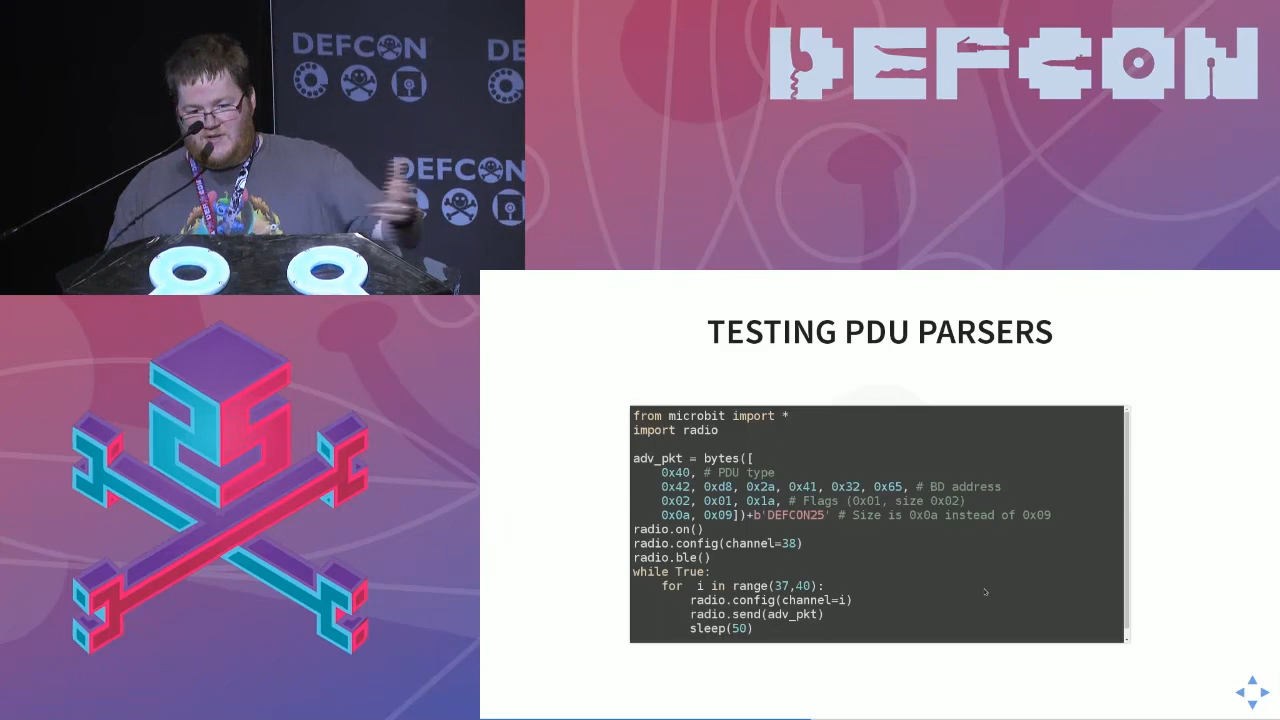 DEFCON
DEFCON
DE
DEFCON
TESTING PDU PARSERS
from microbit import *
import radio
adv_pkt = bytes([
0x40, # PDU type
0x42, 0xd8, 0x2a, 0x41, 0x32, 0x65, # BD address
0x02, 0x01, 0x1a, # Flags (0x01, size 0x02)
0x0a, 0x09])+b'DEFCON25' # Size is 0x0a instead of 0x09
radio.on()
radio.config(channel=38)
radio.ble()
while True:
for i in range(37,40):
radio.config(channel=i)
radio.send(adv_pkt)
sleep(50)